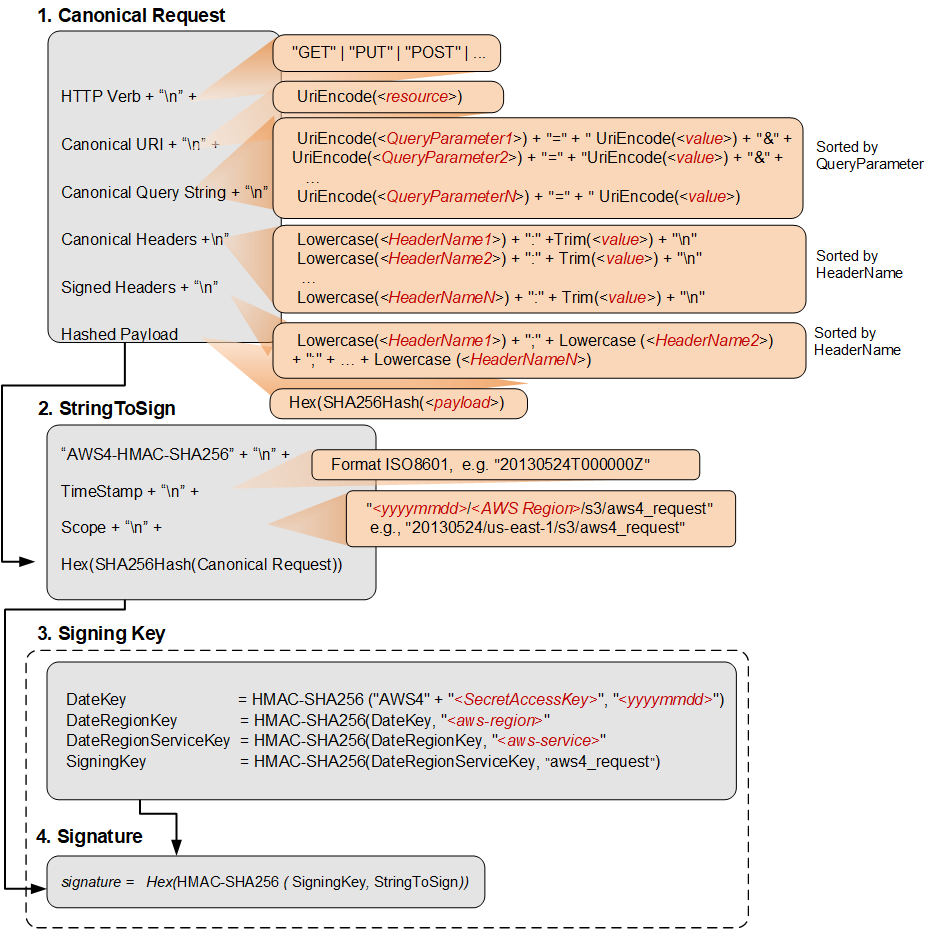 1. Canonical Request
HTTP Verb + “\n” +
Canonical URI + “\n” +
Canonical Query String + “\n”
Canonical Headers +\n”
Signed Headers + “\n”
Hashed Payload
"GET" | "PUT" | "POST" | ...
UriEncode(<resource>)
UriEncode(<QueryParameter1>) + "=" + " UriEncode(<value>) + "&" +
UriEncode(<QueryParameter2>) + "=" + "UriEncode(<value>) + "&" +
...
UriEncode(<QueryParameterN>) + "=" + " UriEncode(<value>)
Sorted by
QueryParameter
Lowercase(<HeaderName1>) + ":" +Trim(<value>) + "\n"
Lowercase(<HeaderName2>) + ":" + Trim(<value>) + "\n"
...
Lowercase(<HeaderNameN>) + ":" + Trim(<value>) + "\n"
Sorted by
HeaderName
Lowercase(<HeaderName1>) + ";" + Lowercase (<HeaderName2>)
+ ";" + ... + Lowercase (<HeaderNameN>)
Sorted by
HeaderName
Hex(SHA256Hash(<payload>)
2. StringToSign
“AWS4-HMAC-SHA256” + “\n” +
TimeStamp + “\n” +
Scope + “\n” +
Hex(SHA256Hash(Canonical Request))
Format ISO8601, e.g. "20130524T000000Z"
"<yyyymmdd>/<AWS Region>/s3/aws4_request"
e.g., "20130524/us-east-1/s3/aws4_request"
3. Signing Key
DateKey = HMAC-SHA256 ("AWS4" + "<SecretAccessKey>", "<yyyymmdd>")
DateRegionKey = HMAC-SHA256(DateKey, "<aws-region>"
DateRegionServiceKey = HMAC-SHA256(DateRegionKey, "<aws-service>"
SigningKey = HMAC-SHA256(DateRegionServiceKey, "aws4_request")
4. Signature
signature = Hex(HMAC-SHA256 ( SigningKey, StringToSign))